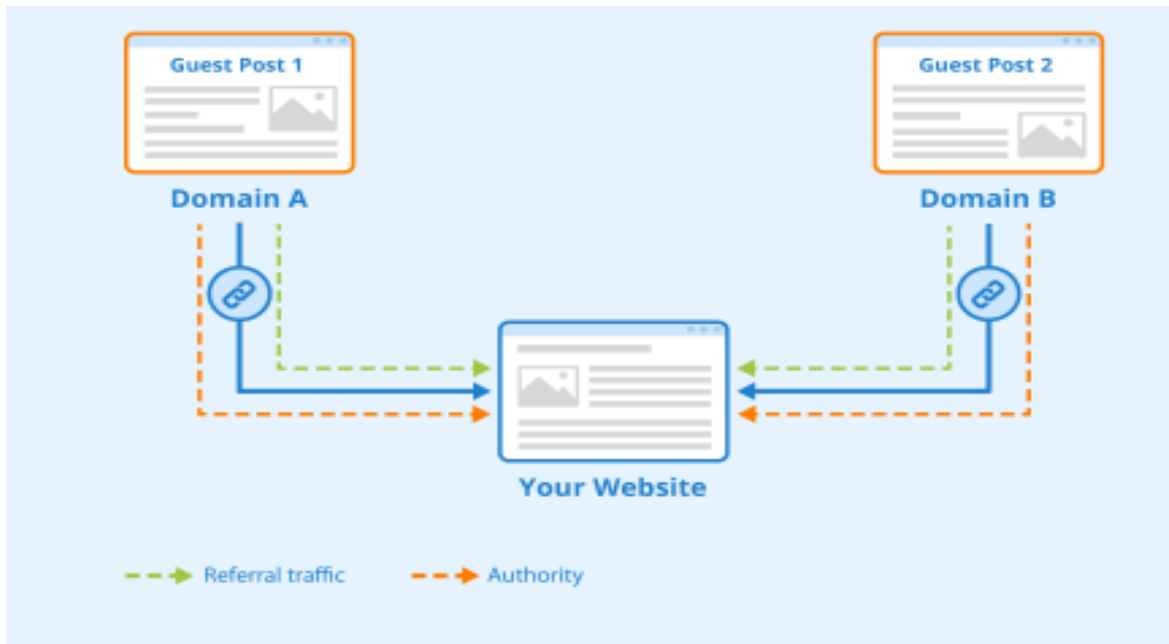 Guest Post 1
Guest Post 2
Domain A
Domain B
Your Website
Referral traffic
Authority